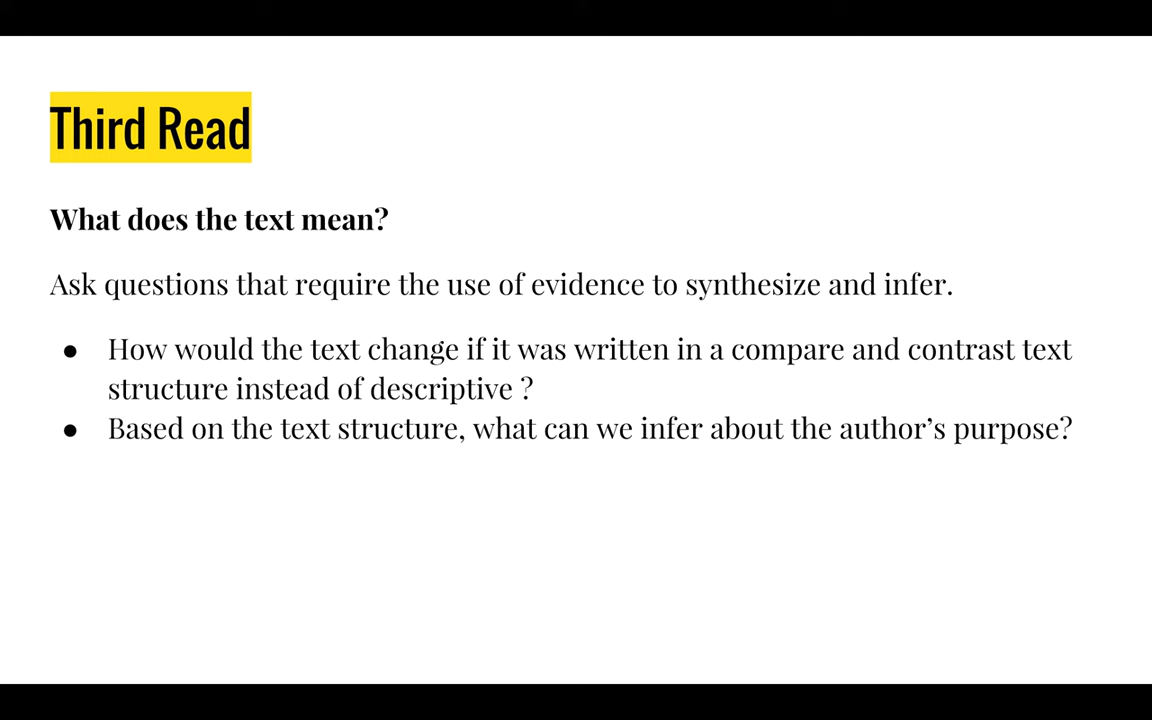 Third Read
What does the text mean?
Ask questions that require the use of evidence to synthesize and infer.
● How would the text change if it was written in a compare and contrast text
structure instead of descriptive ?
● Based on the text structure, what can we infer about the author’s purpose?